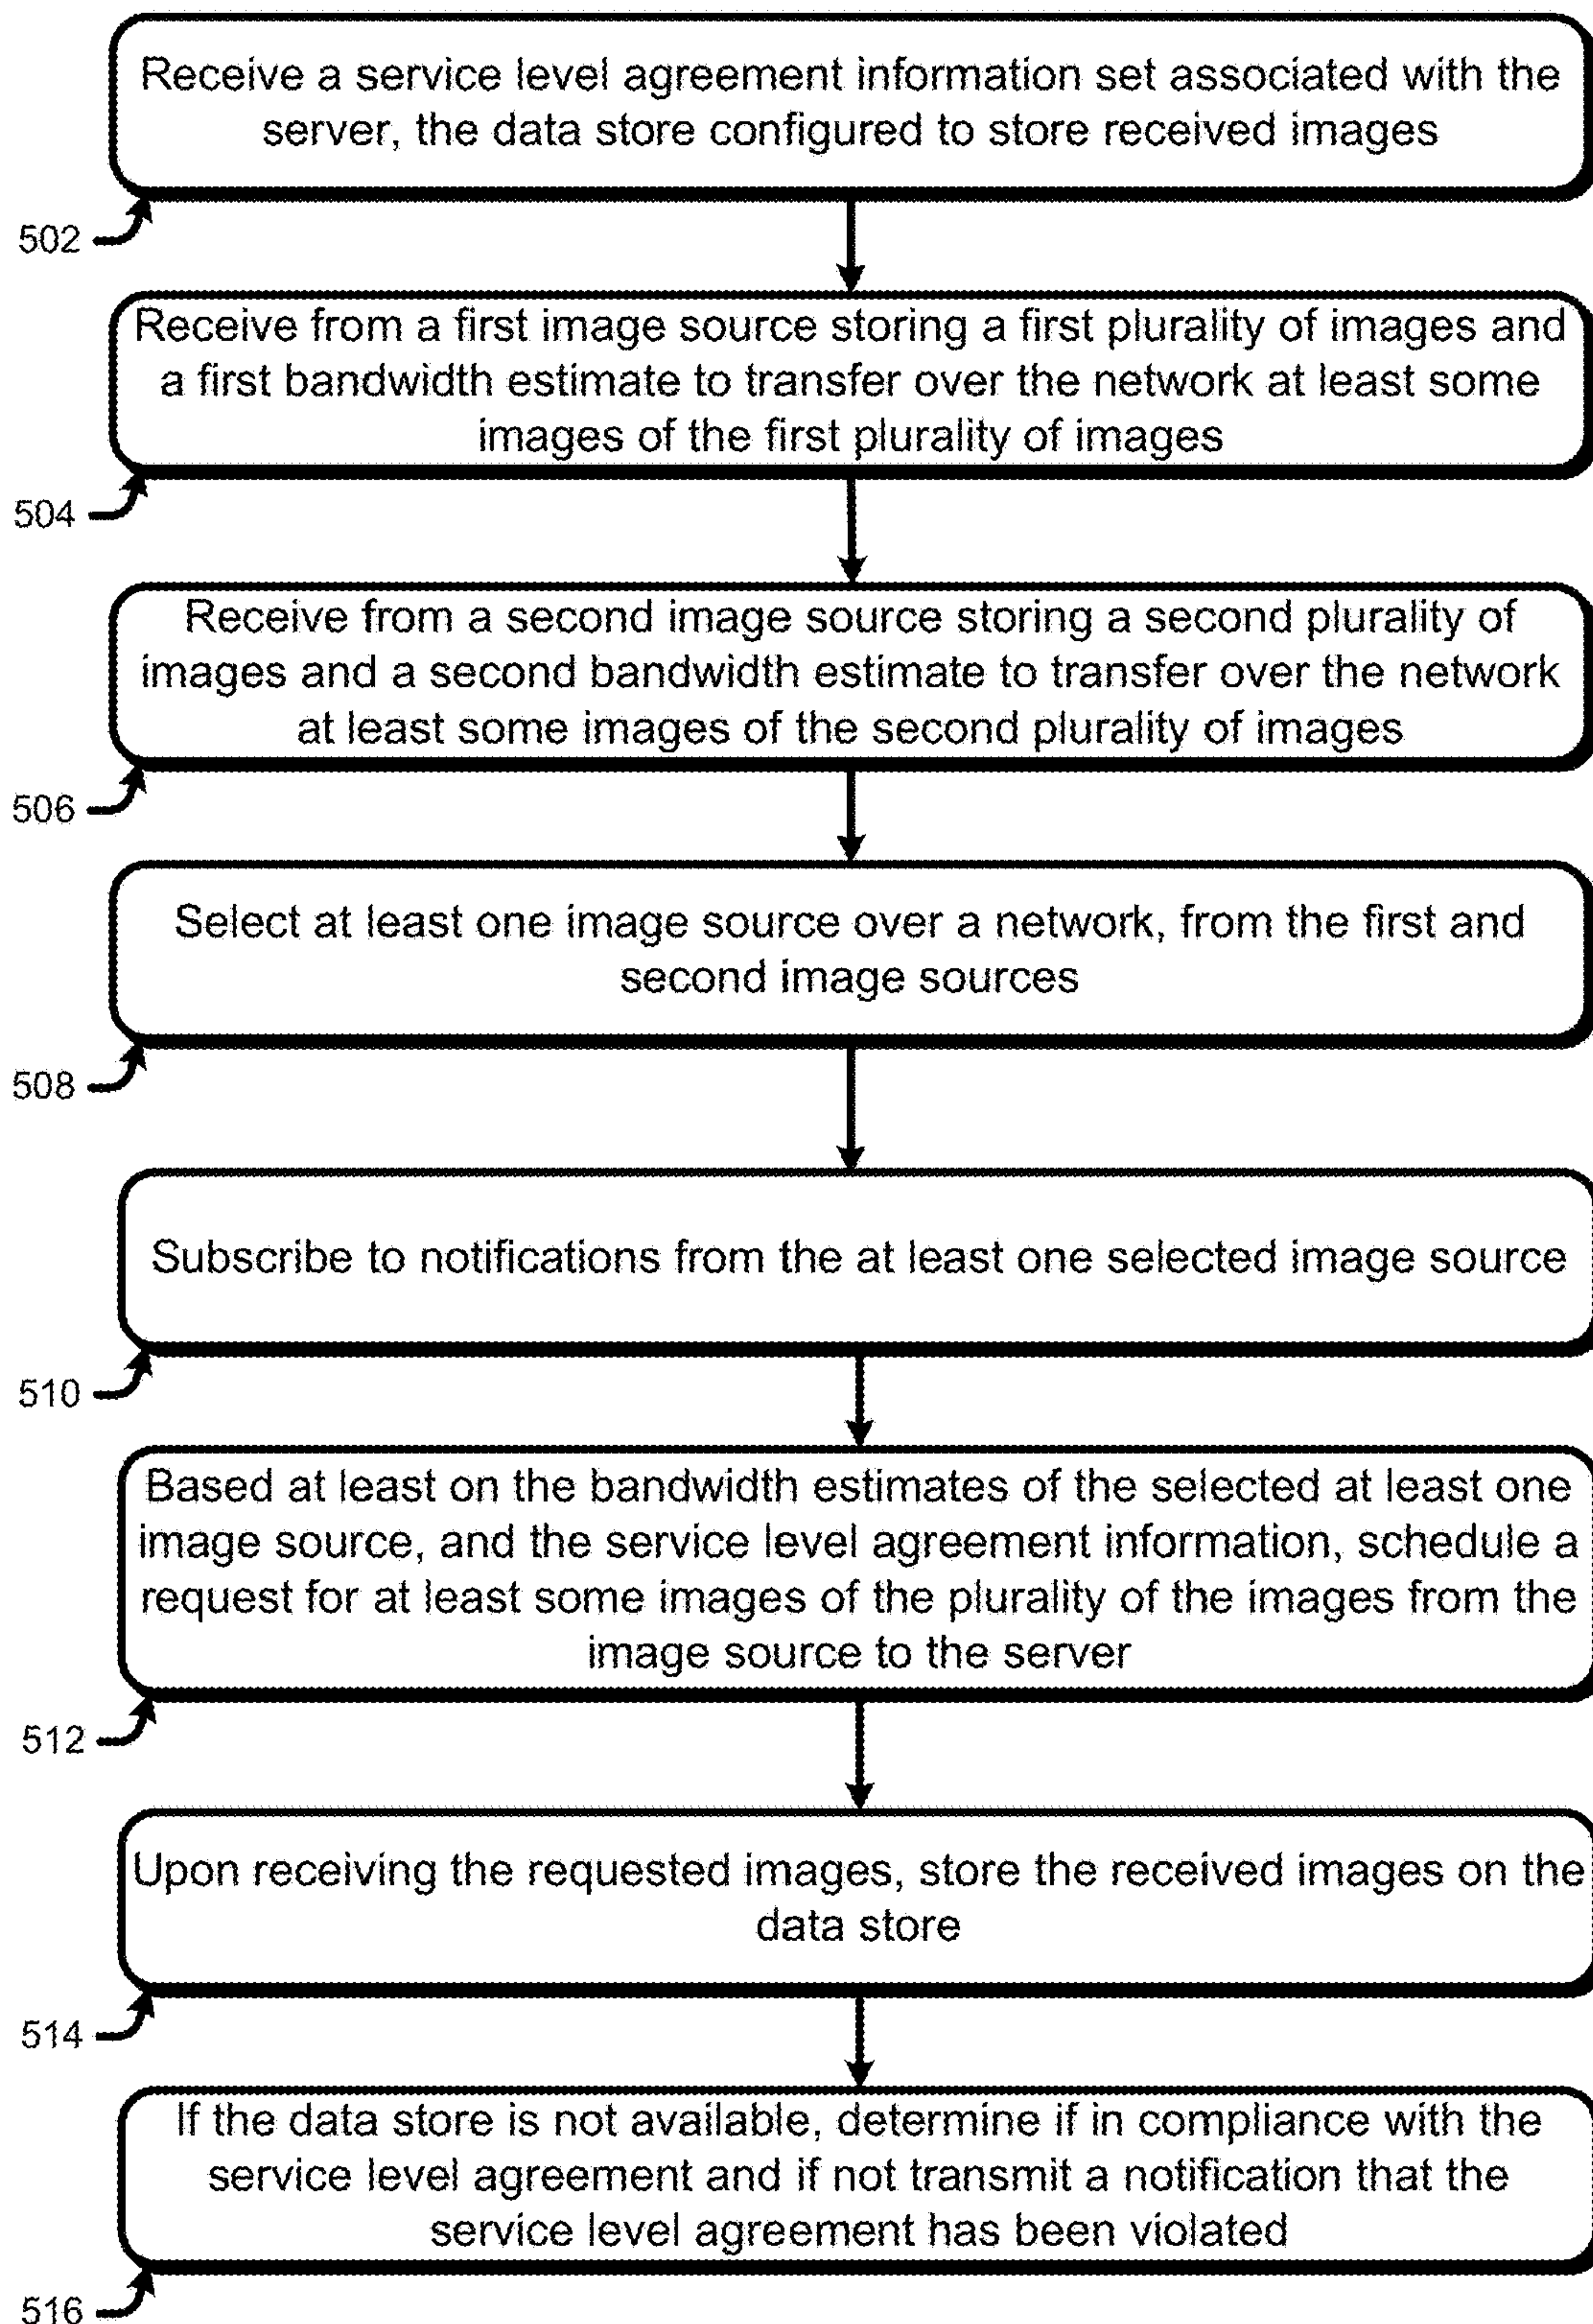 Receive a service level agreement information set associated with the
server, the data store configured to store received images
502
Receive from a first image source storing a first plurality of images and
a first bandwidth estimate to transfer over the network at least some
images of the first plurality of images
504
Receive from a second image source storing a second plurality of
images and a second bandwidth estimate to transfer over the network
at least some images of the second plurality of images
506
Select at least one image source over a network, from the first and
second image sources
508
Subscribe to notifications from the at least one selected image source
510
Based at least on the bandwidth estimates of the selected at least one
image source, and the service level agreement information, schedule a
request for at least some images of the plurality of the images from the
image source to the server
512
Upon receiving the requested images, store the received images on the
data store
514
If the data store is not available, determine if in compliance with the
service level agreement and if not transmit a notification that the
service level agreement has been violated
516